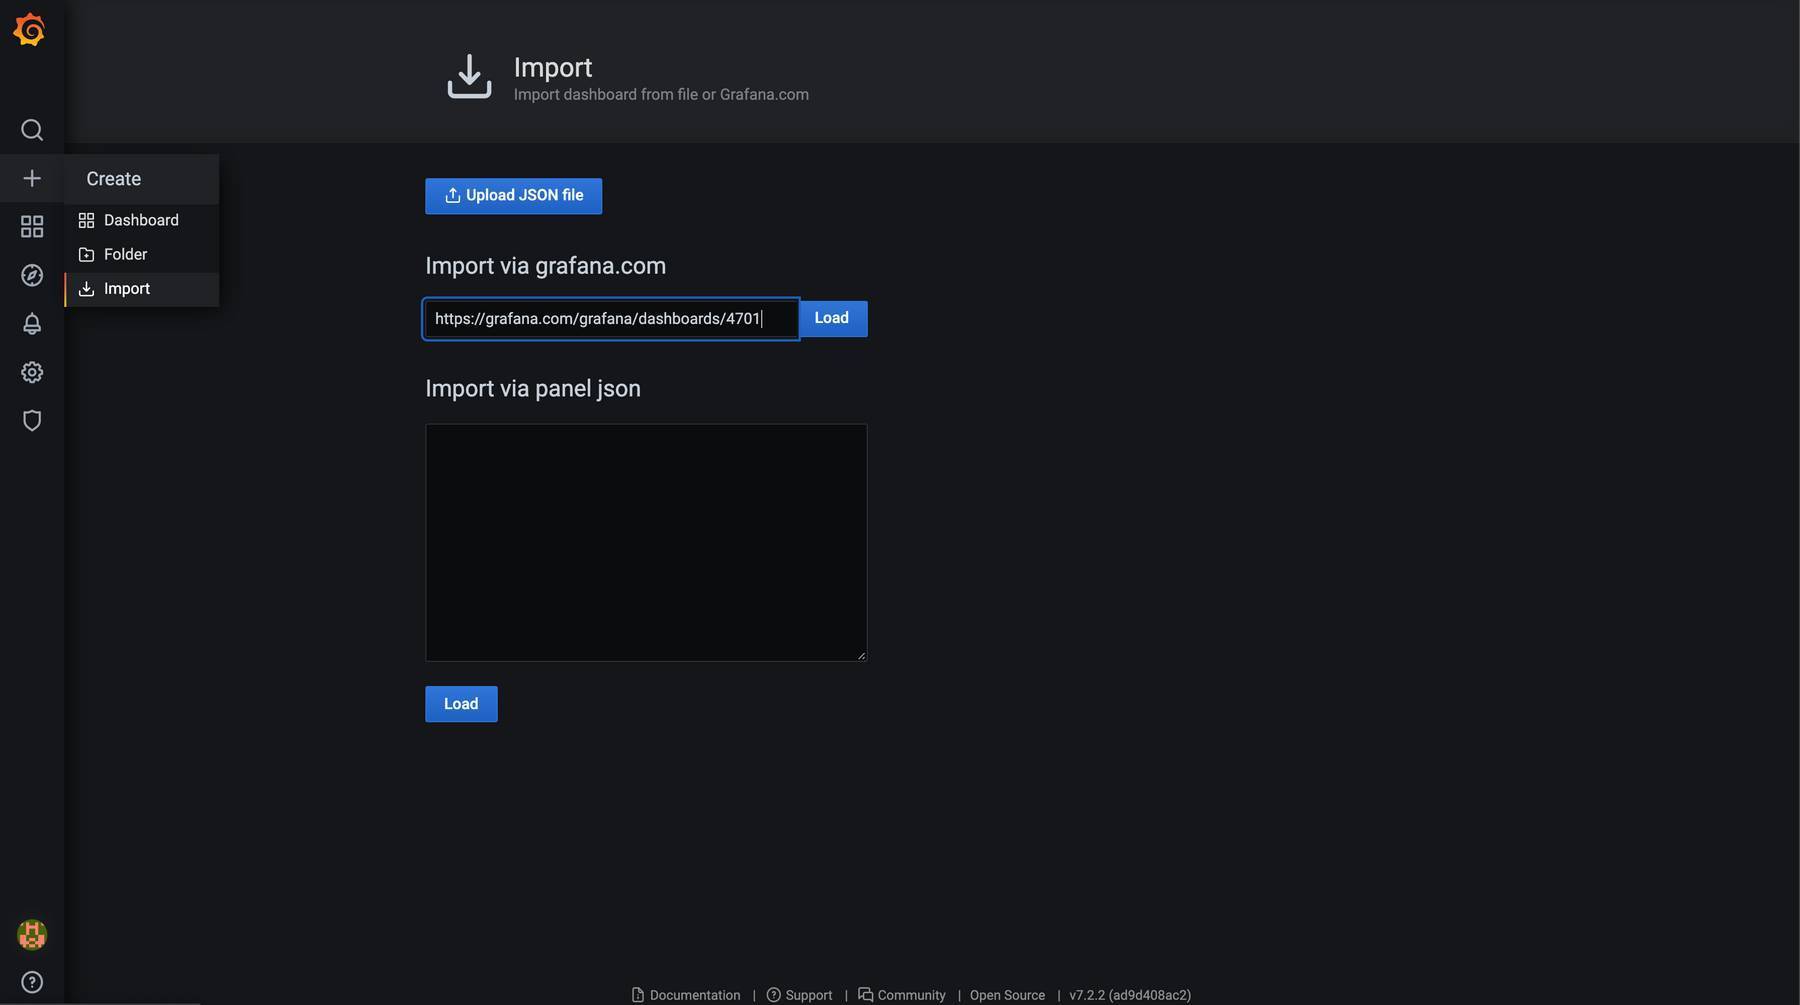 Import
Import dashboard from file or Grafana.com
Create
Dashboard
Folder
Import
Upload JSON file
Import via grafana.com
https://grafana.com/grafana/dashboards/4701
Load
Import via panel json
Load
Documentation | Support | Community | Open Source | v7.2.2 (ad9d408ac2)